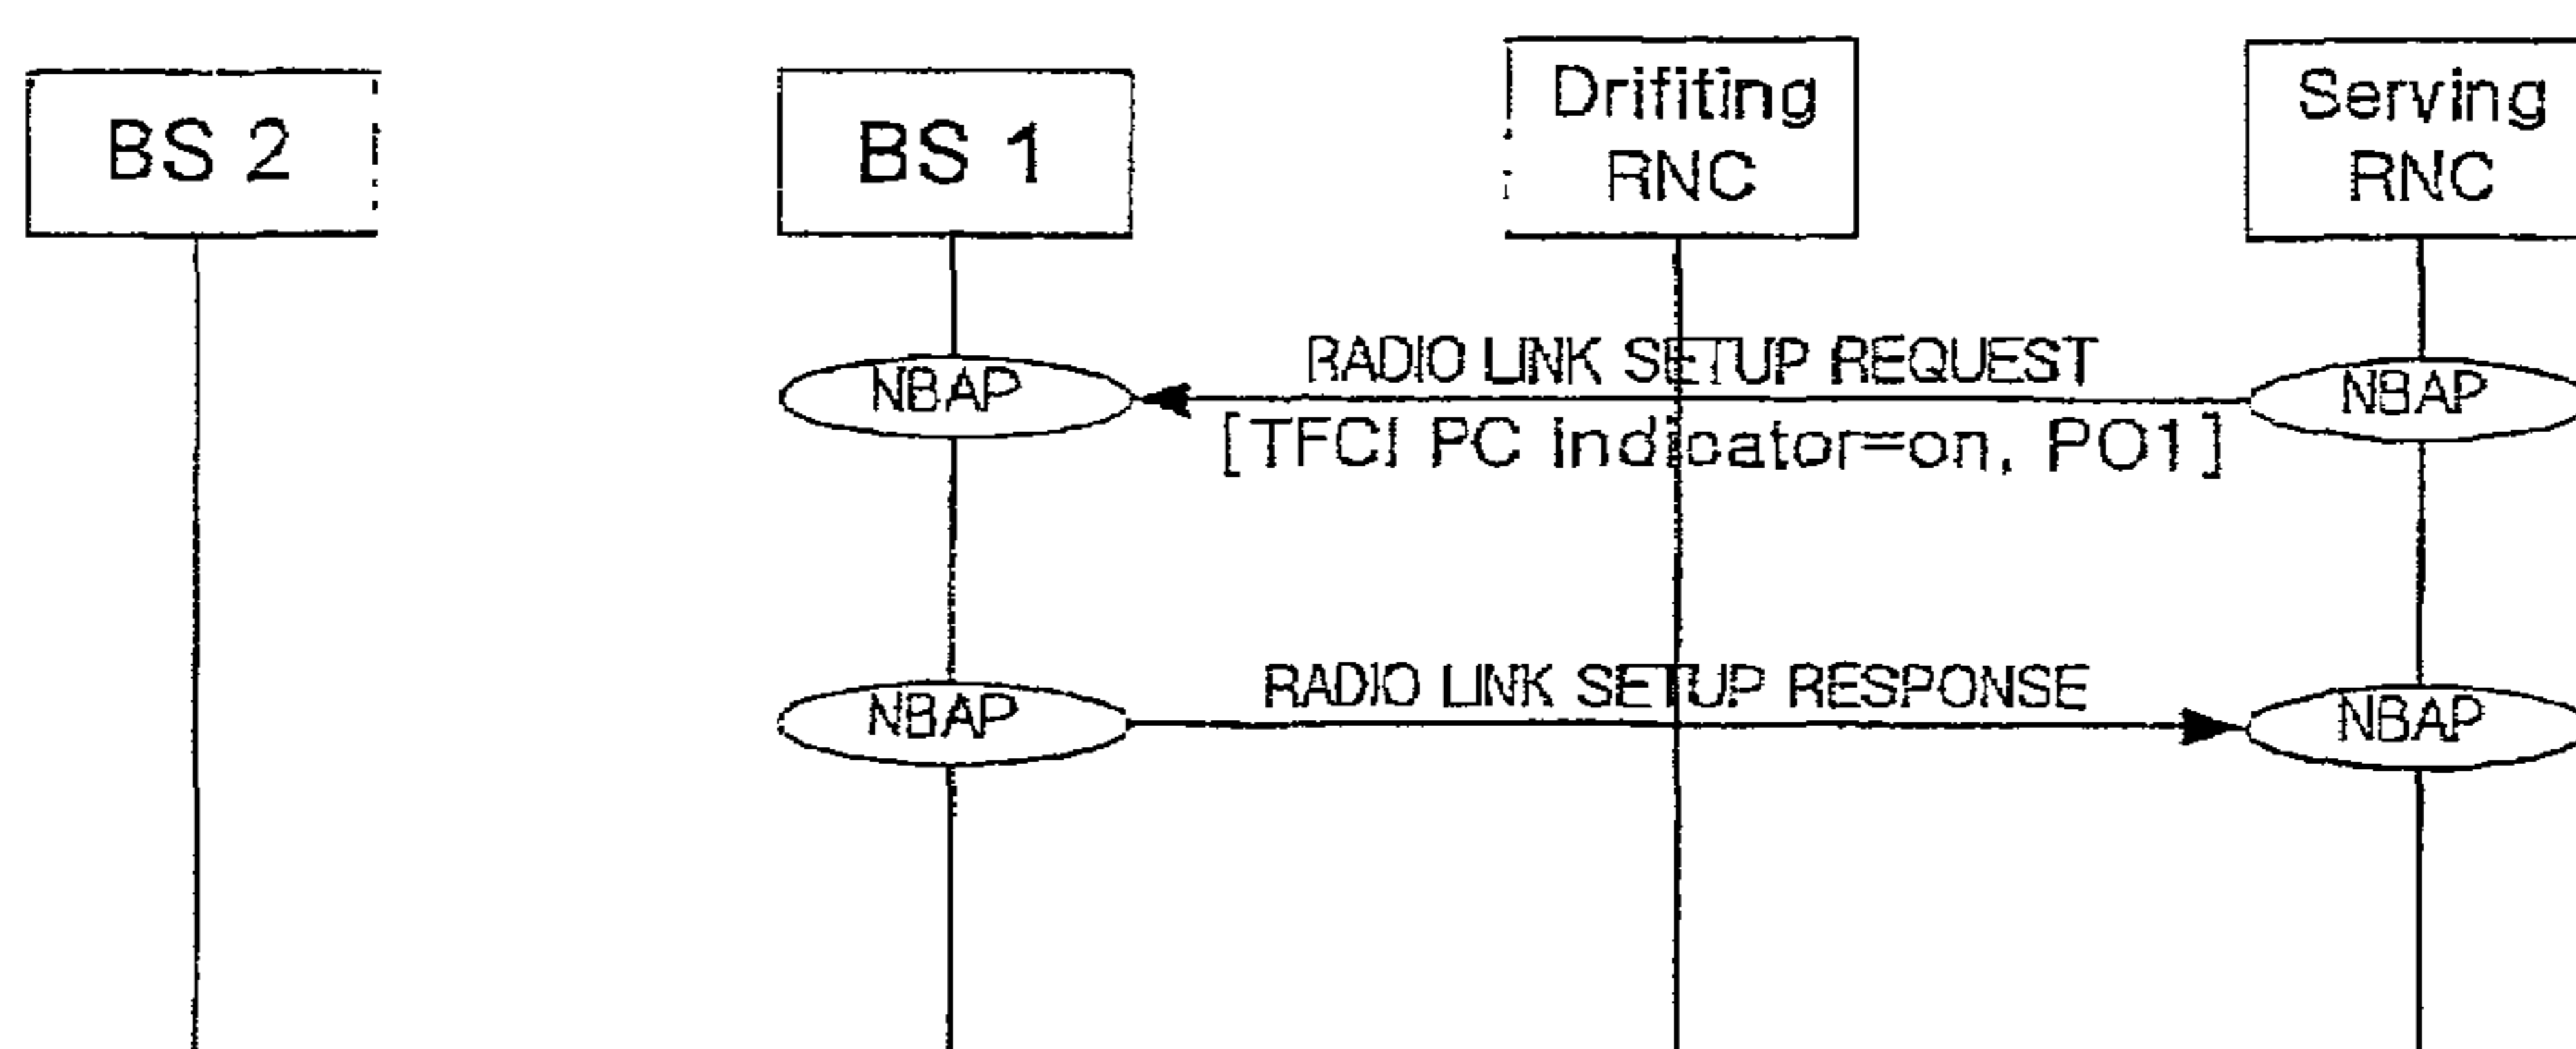 BS 2
BS 1
Drifiting
RNC
Serving
RNC
RADIO LINK SETUP REQUEST
NBAP
NBAP
[TFCI PC indicator=on, PO1]
RADIO LINK SETUP RESPONSE
NBAP
NBAP